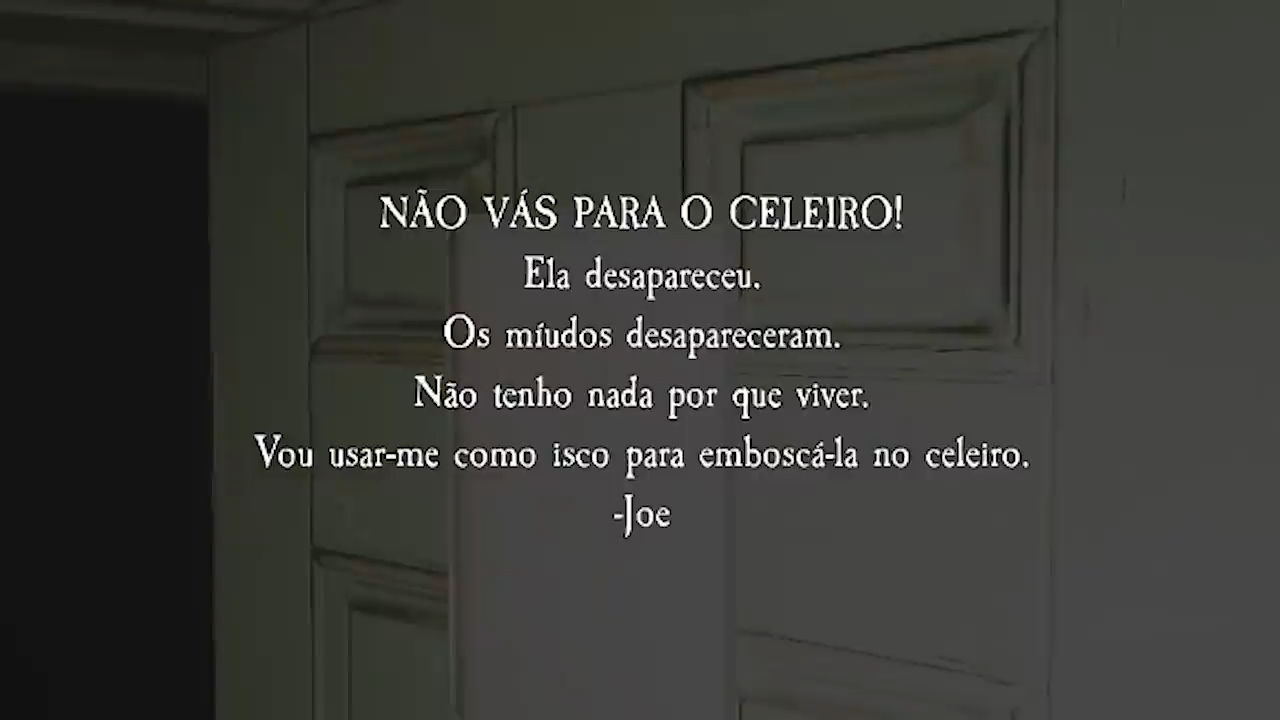 NÃO VÁS PARA O CELEIRO!
Ela desapareceu.
Os míudos desapareceram.
Não tenho nada por que viver.
Vou usar-me como isco para emboscá-la no celeiro.
-Joe